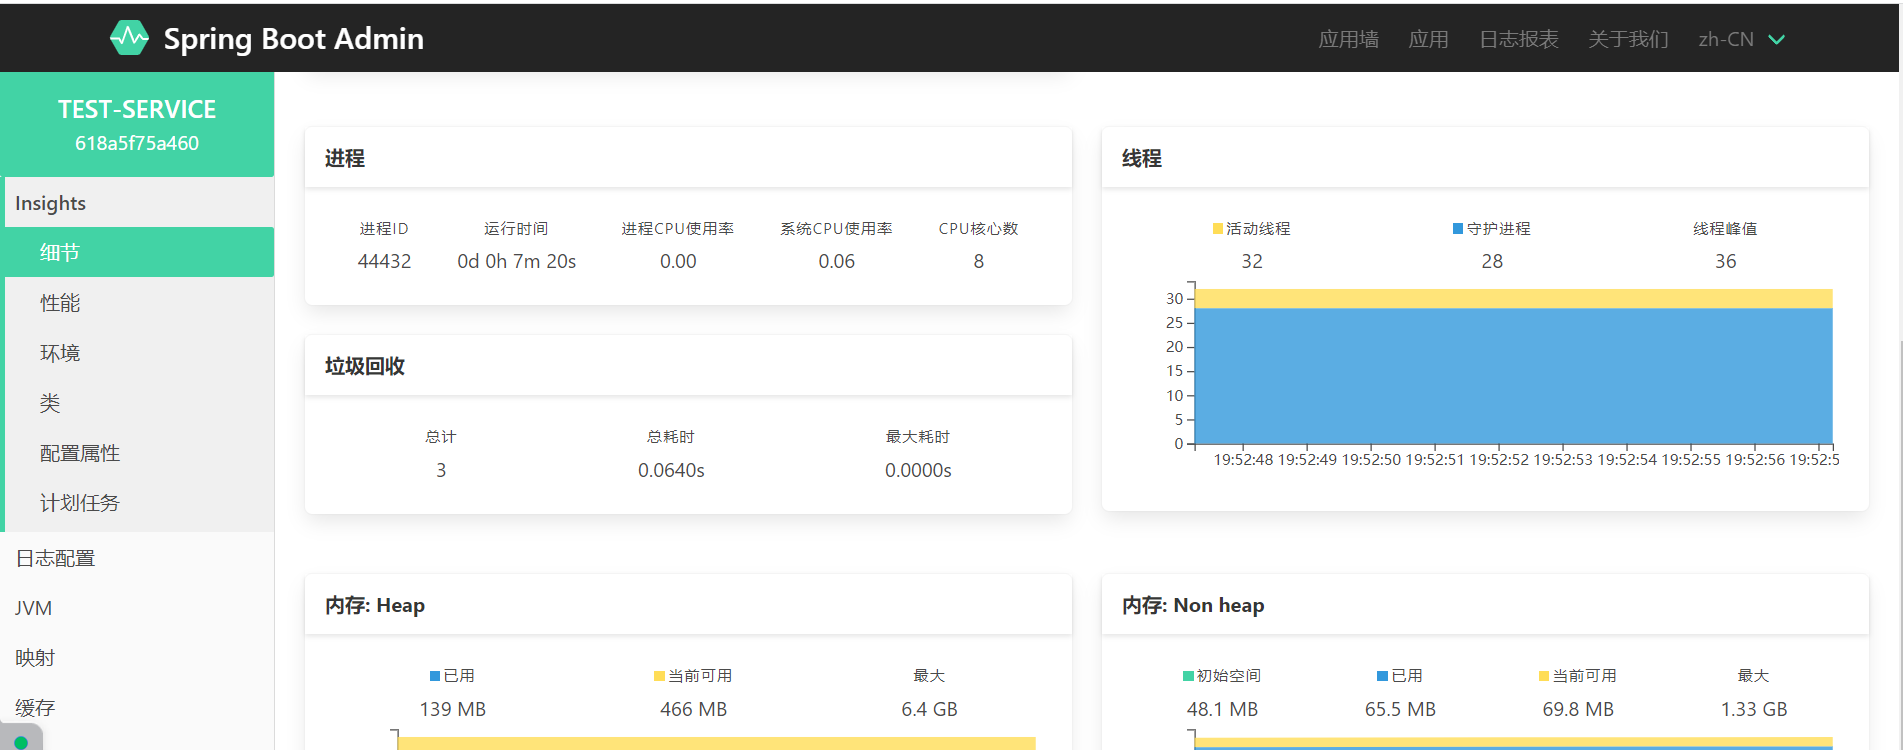 Spring Boot Admin
应用墙 应用 日志报表 关于我们 zh-CN
TEST-SERVICE
618a5f75a460
Insights
细节
性能
环境
类
配置属性
计划任务
日志配置
JVM
映射
缓存
进程
进程ID 运行时间 进程CPU使用率 系统CPU使用率 CPU核心数
44432 0d 0h 7m 20s 0.00 0.06 8
垃圾回收
总计 总耗时 最大耗时
3 0.0640s 0.0000s
线程
活动线程 守护进程 线程峰值
32 28 36
30
25
20
15
10
5
0
19:52:48 19:52:49 19:52:50 19:52:51 19:52:52 19:52:53 19:52:54 19:52:55 19:52:56 19:52:5
内存: Heap
已用 当前可用 最大
139 MB 466 MB 6.4 GB
内存: Non heap
初始空间 已用 当前可用 最大
48.1 MB 65.5 MB 69.8 MB 1.33 GB